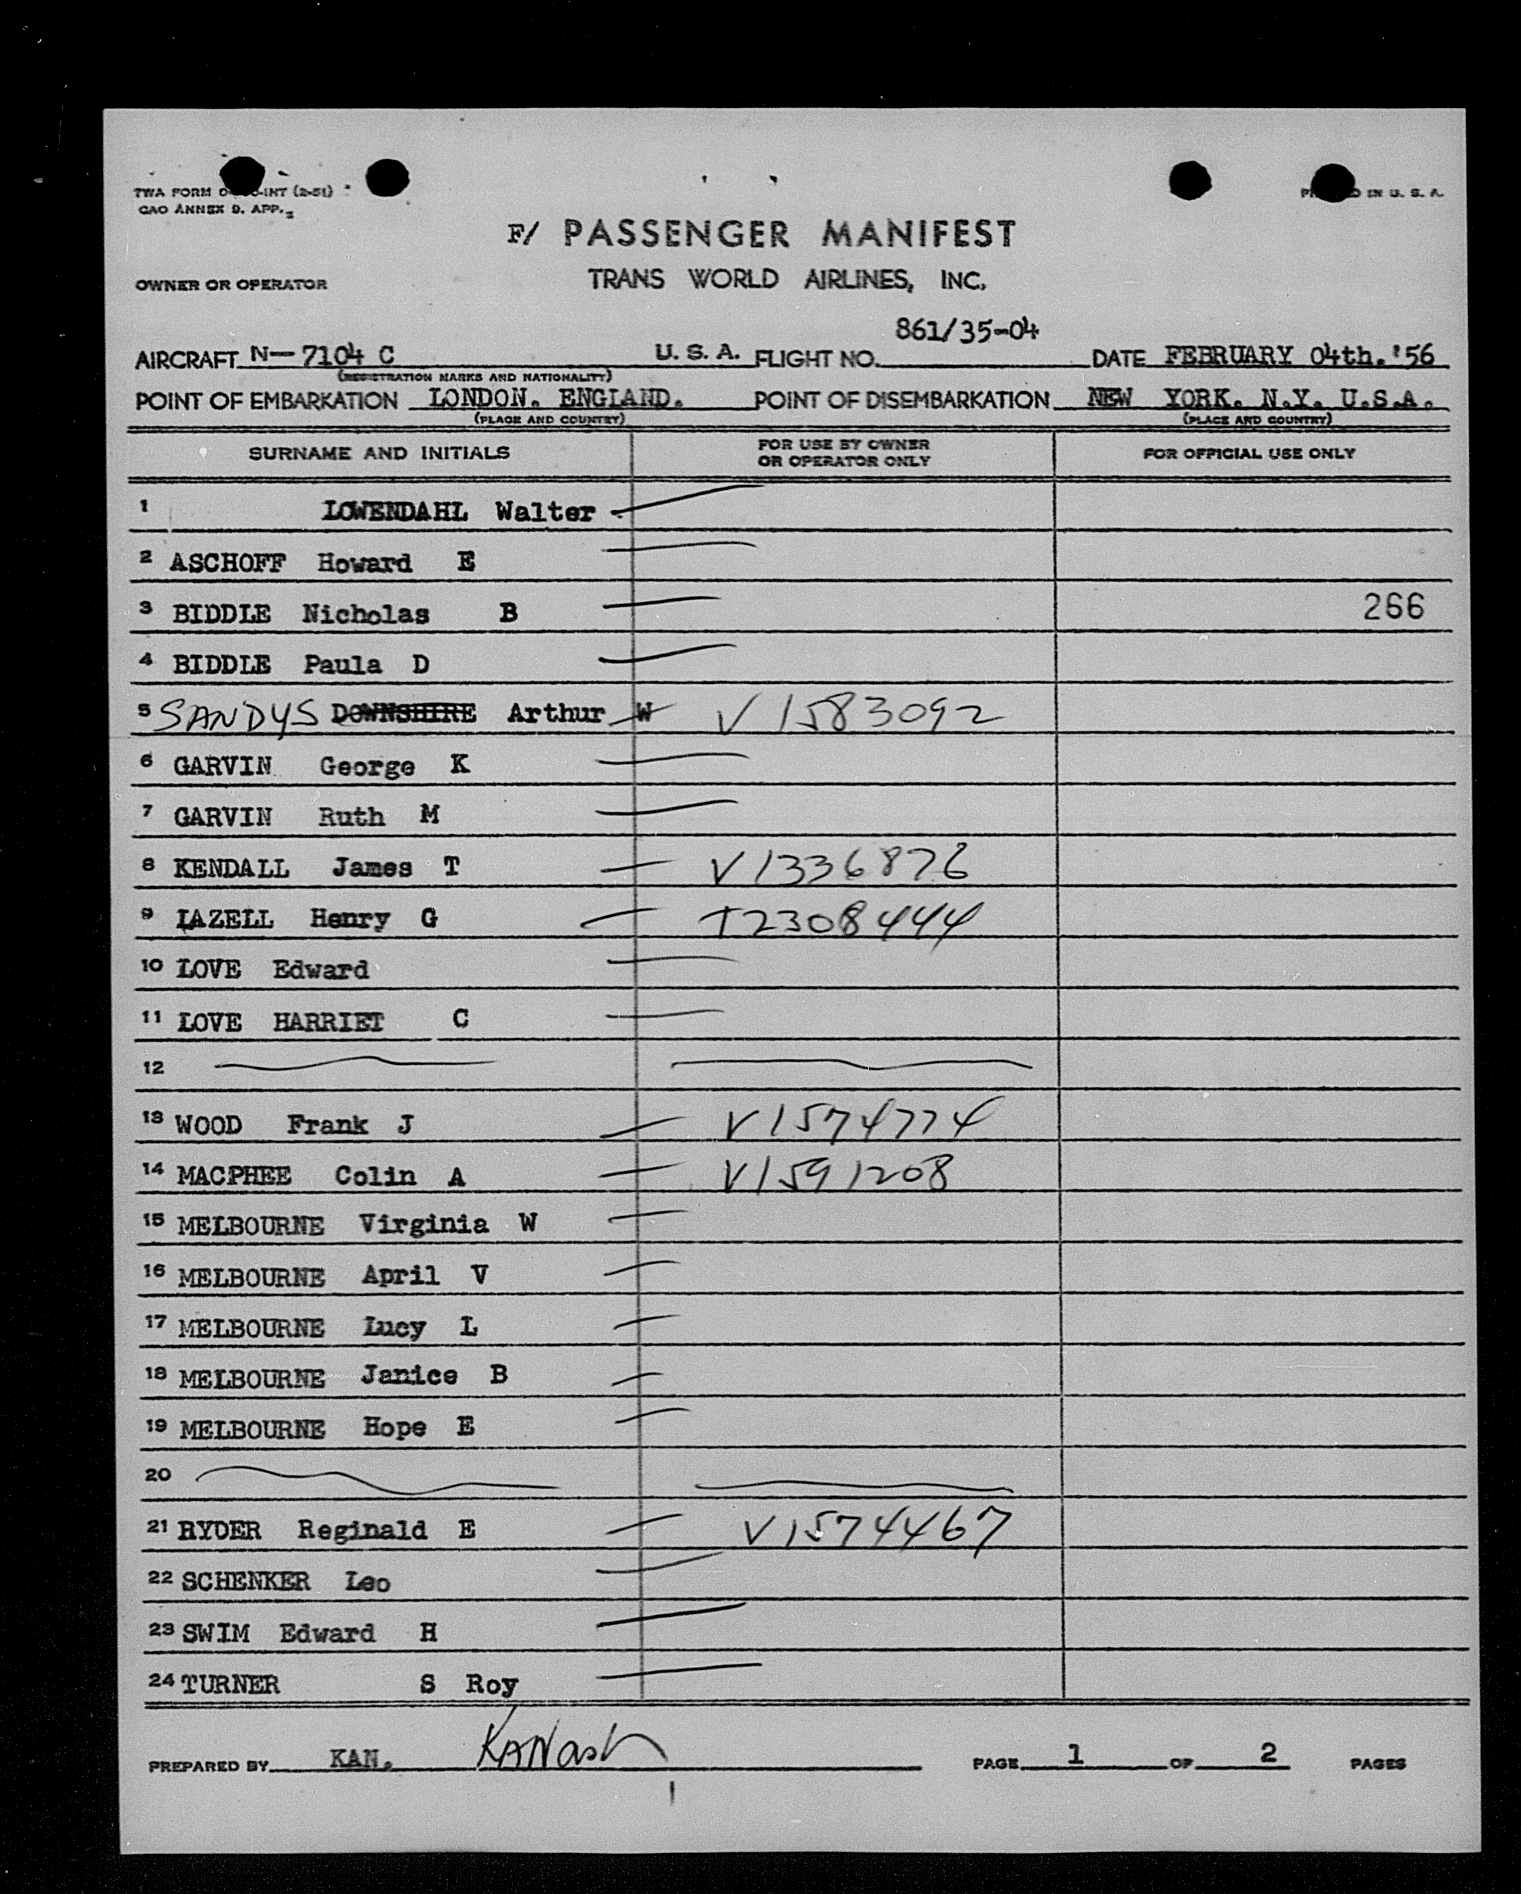 TWA FORM O -INT (2-51)
CAO ANNEX 9. APP.
IN U. S. A.
F/ PASSENGER MANIFEST
OWNER OR OPERATOR TRANS WORLD AIRLINES, INC.
861/35-04
AIRCRAFT N-7104 C U. S. A. FLIGHT NO. DATE FEBRUARY 04th. '56
(REGISTRATION MARKS AND NATIONALITY)
POINT OF EMBARKATION LONDON. ENGLAND. POINT OF DISEMBARKATION NEW YORK. N.Y. U.S.A.
(PLACE AND COUNTRY) (PLACE AND COUNTRY)
SURNAME AND INITIALS FOR USE BY OWNER OR OPERATOR ONLY FOR OFFICIAL USE ONLY
1 LOWENDAHL Walter
2 ASCHOFF Howard E
3 BIDDLE Nicholas B 266
4 BIDDLE Paula D
5 SANDYS DOWNSHIRE Arthur W V1583092
6 GARVIN George K
7 GARVIN Ruth M
8 KENDALL James T V1336876
9 LAZELL Henry G T2308444
10 LOVE Edward
11 LOVE HARRIET C
12
13 WOOD Frank J V1574774
14 MACPHEE Colin A V1591208
15 MELBOURNE Virginia W
16 MELBOURNE April V
17 MELBOURNE Lucy L
18 MELBOURNE Janice B
19 MELBOURNE Hope E
20
21 RYDER Reginald E V1574467
22 SCHENKER Leo
23 SWIM Edward H
24 TURNER S Roy
PREPARED BY KAN. KANash PAGE 1 OF 2 PAGES